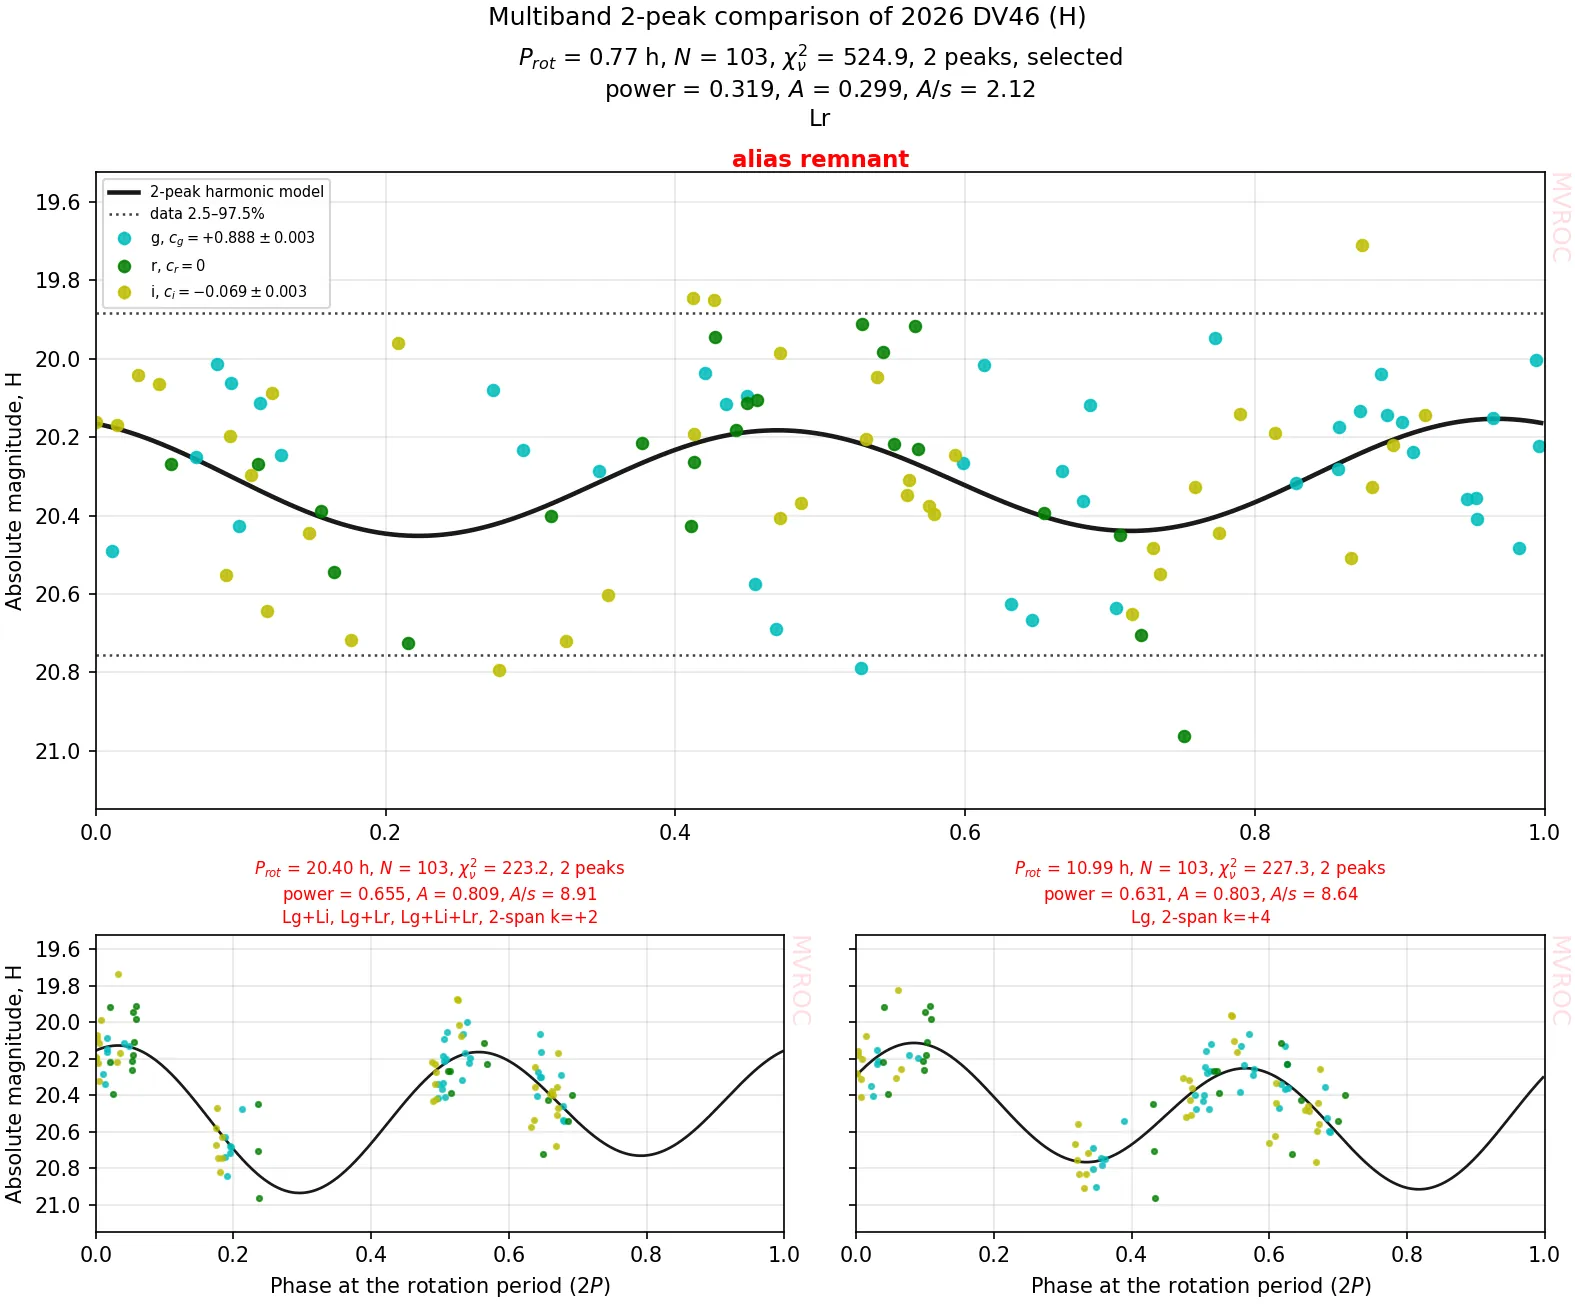 Multiband 2-peak comparison of 2026 DV46 (H)
P_rot = 0.77 h, N = 103, χ²_ν = 524.9, 2 peaks, selected
power = 0.319, A = 0.299, A/s = 2.12
Lr
alias remnant
2-peak harmonic model
data 2.5–97.5%
g, c_g = +0.888 ± 0.003
r, c_r = 0
i, c_i = −0.069 ± 0.003
MVROC
Absolute magnitude, H
19.6
19.8
20.0
20.2
20.4
20.6
20.8
21.0
0.0 0.2 0.4 0.6 0.8 1.0
P_rot = 20.40 h, N = 103, χ²_ν = 223.2, 2 peaks
power = 0.655, A = 0.809, A/s = 8.91
Lg+Li, Lg+Lr, Lg+Li+Lr, 2-span k=+2
MVROC
Absolute magnitude, H
19.6
19.8
20.0
20.2
20.4
20.6
20.8
21.0
0.0 0.2 0.4 0.6 0.8 1.0
Phase at the rotation period (2P)
P_rot = 10.99 h, N = 103, χ²_ν = 227.3, 2 peaks
power = 0.631, A = 0.803, A/s = 8.64
Lg, 2-span k=+4
MVROC
0.0 0.2 0.4 0.6 0.8 1.0
Phase at the rotation period (2P)